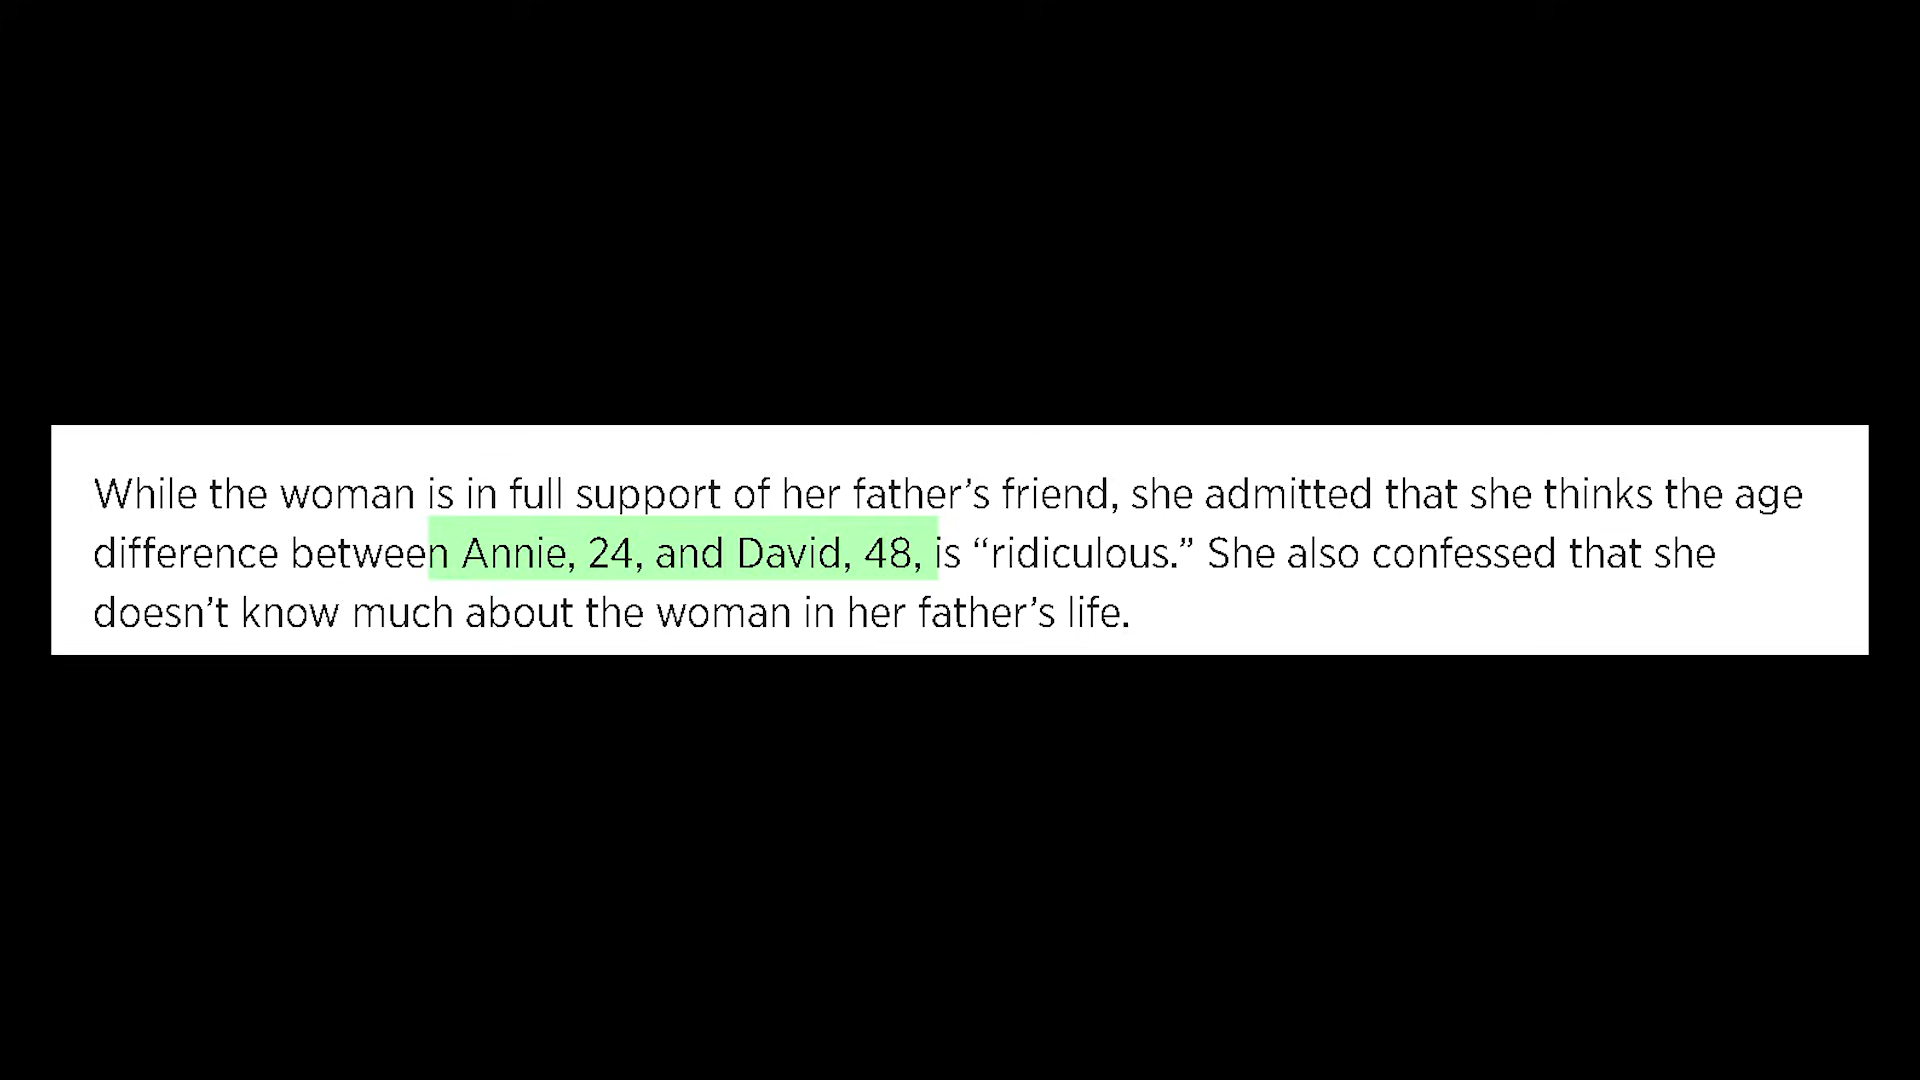 While the woman is in full support of her father’s friend, she admitted that she thinks the age
difference between Annie, 24, and David, 48, is “ridiculous.” She also confessed that she
doesn’t know much about the woman in her father’s life.